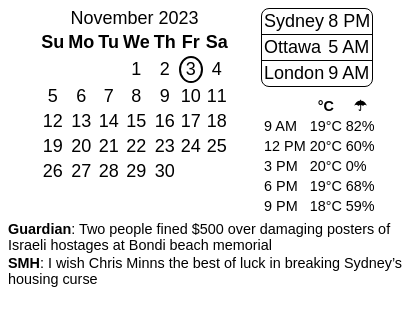 November 2023
Su Mo Tu We Th Fr Sa
1 2 3 4
5 6 7 8 9 10 11
12 13 14 15 16 17 18
19 20 21 22 23 24 25
26 27 28 29 30
Sydney 8 PM
Ottawa 5 AM
London 9 AM
°C ☂
9 AM 19°C 82%
12 PM 20°C 60%
3 PM 20°C 0%
6 PM 19°C 68%
9 PM 18°C 59%
Guardian: Two people fined $500 over damaging posters of
Israeli hostages at Bondi beach memorial
SMH: I wish Chris Minns the best of luck in breaking Sydney’s
housing curse